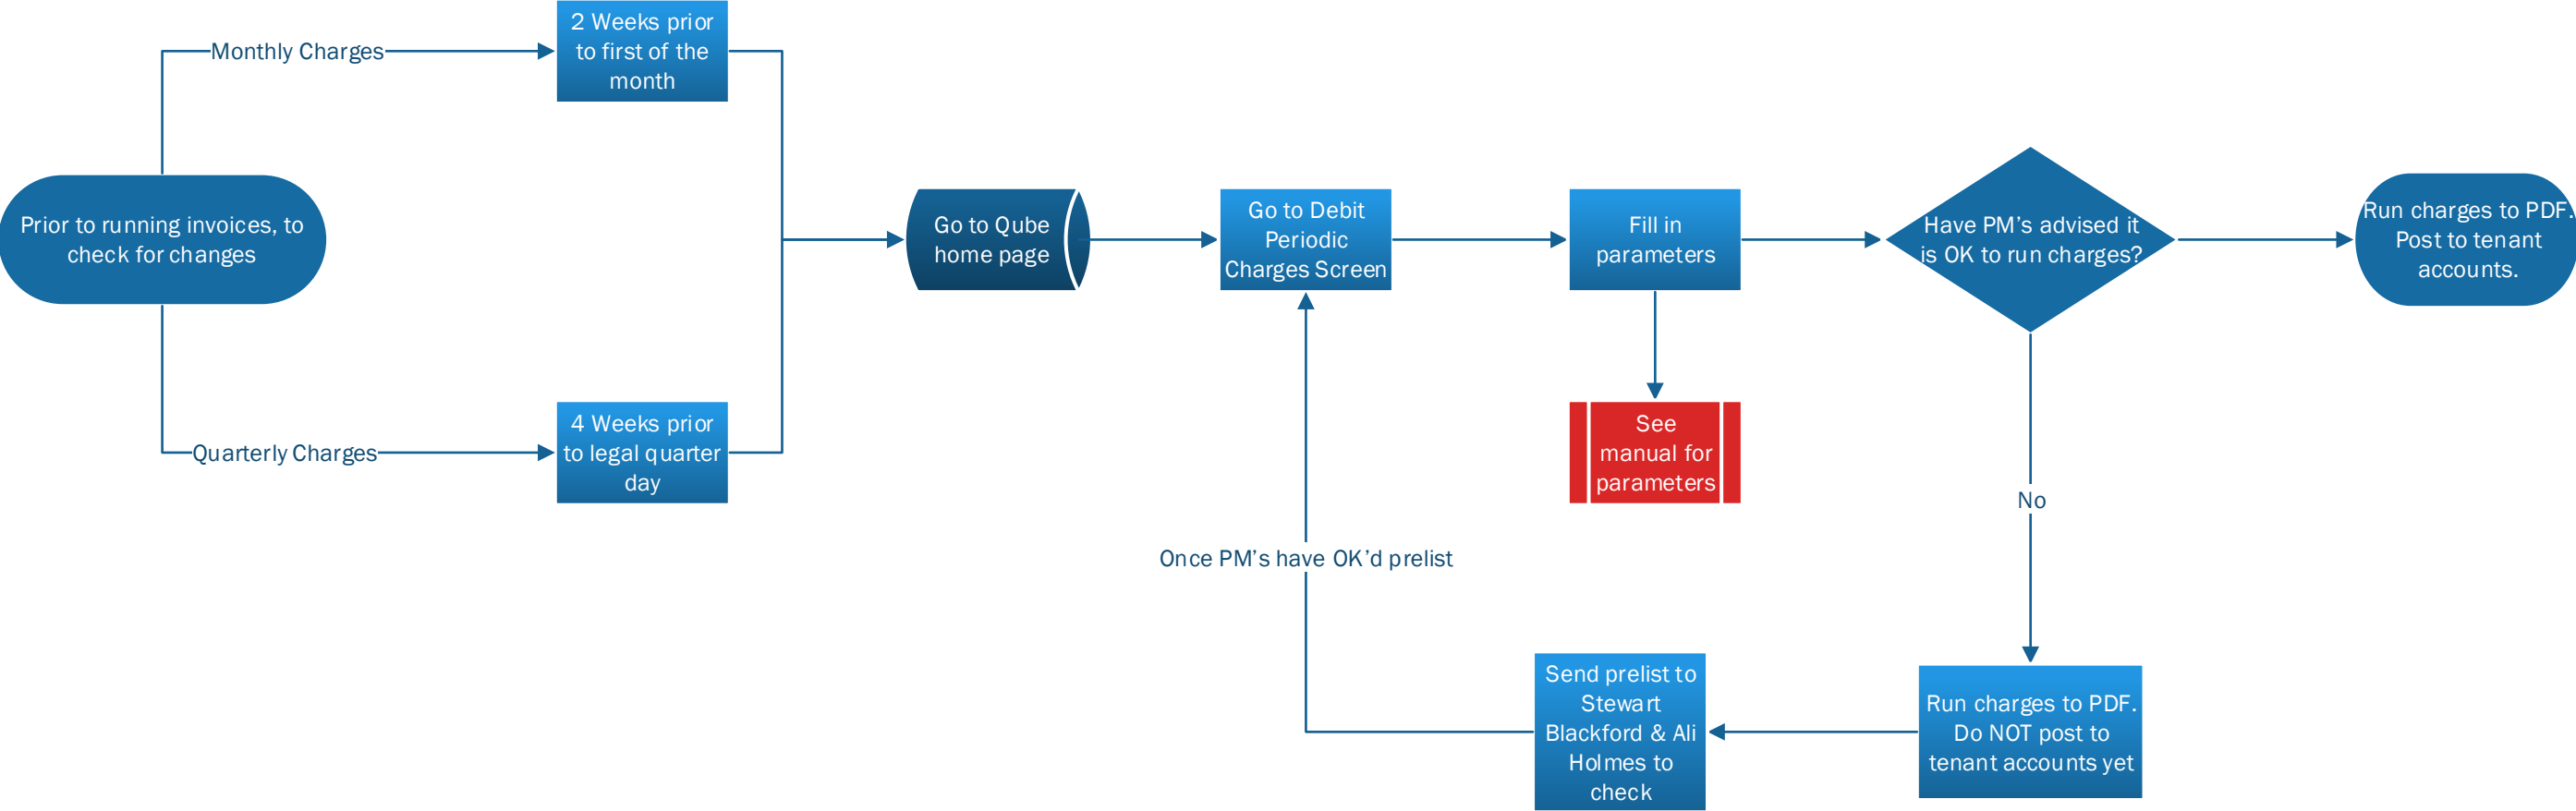 2 Weeks prior
to first of the
month
Monthly Charges
Prior to running invoices, to
check for changes
Quarterly Charges
4 Weeks prior
to legal quarter
day
Go to Qube
home page
Go to Debit
Periodic
Charges Screen
Fill in
parameters
See
manual for
parameters
Have PM’s advised it
is OK to run charges?
Run charges to PDF.
Post to tenant
accounts.
No
Run charges to PDF.
Do NOT post to
tenant accounts yet
Send prelist to
Stewart
Blackford & Ali
Holmes to
check
Once PM’s have OK’d prelist